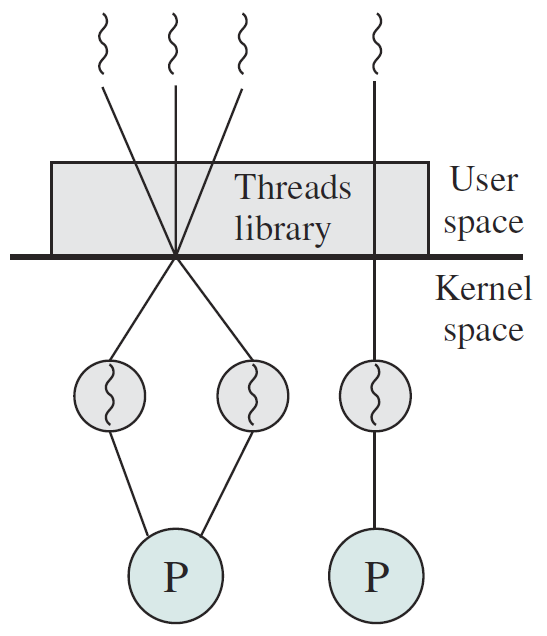 Threads
library
User
space
Kernel
space
P
P